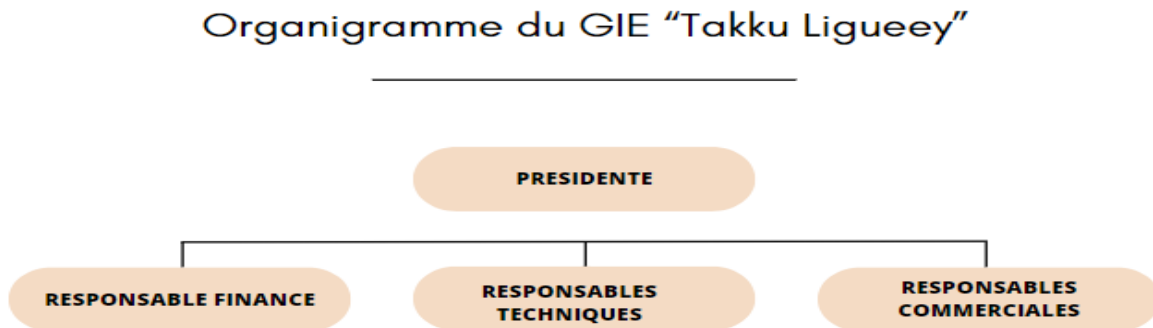 Organigramme du GIE “Takku Ligueey”
PRESIDENTE
RESPONSABLE FINANCE
RESPONSABLES
TECHNIQUES
RESPONSABLES
COMMERCIALES